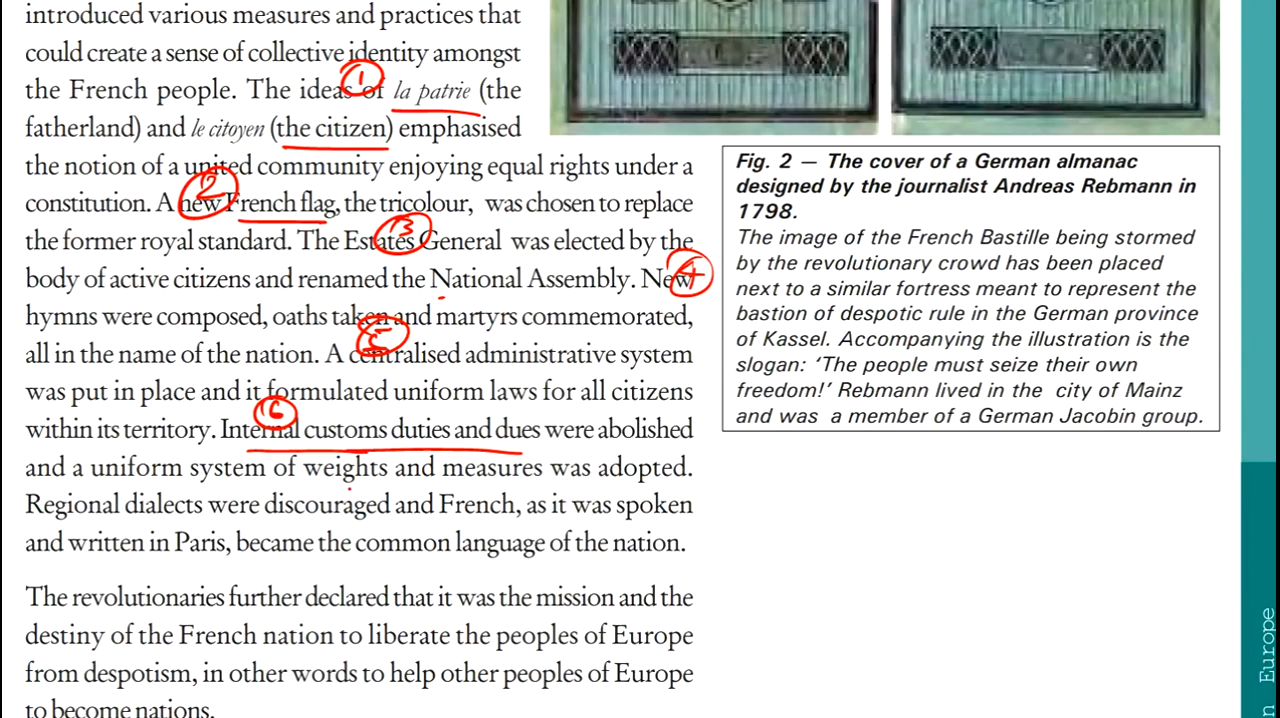 introduced various measures and practices that
could create a sense of collective identity amongst
the French people. The ideas of la patrie (the
fatherland) and le citoyen (the citizen) emphasised
the notion of a united community enjoying equal rights under a
constitution. A new French flag, the tricolour, was chosen to replace
the former royal standard. The Estates General was elected by the
body of active citizens and renamed the National Assembly. New
hymns were composed, oaths taken and martyrs commemorated,
all in the name of the nation. A centralised administrative system
was put in place and it formulated uniform laws for all citizens
within its territory. Internal customs duties and dues were abolished
and a uniform system of weights and measures was adopted.
Regional dialects were discouraged and French, as it was spoken
and written in Paris, became the common language of the nation.
The revolutionaries further declared that it was the mission and the
destiny of the French nation to liberate the peoples of Europe
from despotism, in other words to help other peoples of Europe
to become nations.
1
2
3
4
5
6
Fig. 2 — The cover of a German almanac
designed by the journalist Andreas Rebmann in
1798.
The image of the French Bastille being stormed
by the revolutionary crowd has been placed
next to a similar fortress meant to represent the
bastion of despotic rule in the German province
of Kassel. Accompanying the illustration is the
slogan: ‘The people must seize their own
freedom!’ Rebmann lived in the city of Mainz
and was a member of a German Jacobin group.
Europe